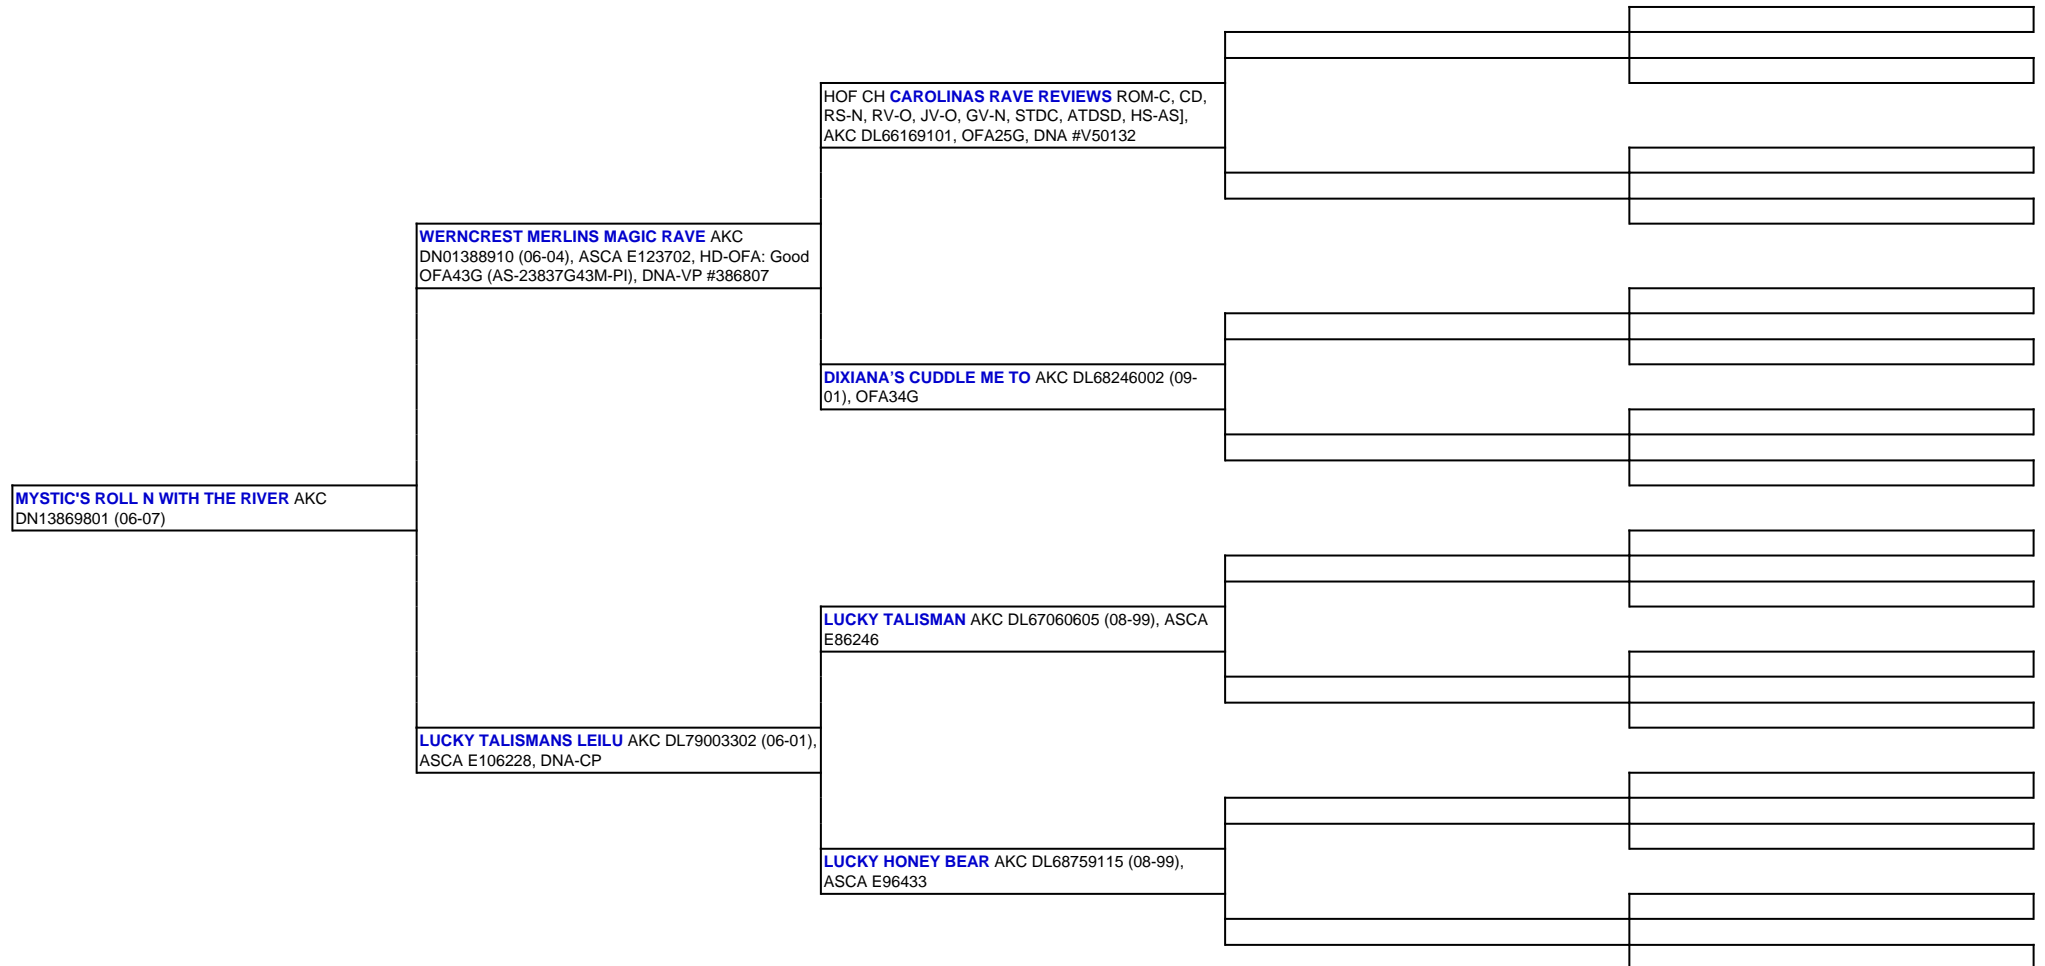 HOF CH CAROLINAS RAVE REVIEWS ROM-C, CD,
RS-N, RV-O, JV-O, GV-N, STDC, ATDSD, HS-AS],
AKC DL66169101, OFA25G, DNA #V50132
WERNCREST MERLINS MAGIC RAVE AKC
DN01388910 (06-04), ASCA E123702, HD-OFA: Good
OFA43G (AS-23837G43M-PI), DNA-VP #386807
DIXIANA'S CUDDLE ME TO AKC DL68246002 (09-
01), OFA34G
MYSTIC'S ROLL N WITH THE RIVER AKC
DN13869801 (06-07)
LUCKY TALISMAN AKC DL67060605 (08-99), ASCA
E86246
LUCKY TALISMANS LEILU AKC DL79003302 (06-01),
ASCA E106228, DNA-CP
LUCKY HONEY BEAR AKC DL68759115 (08-99),
ASCA E96433